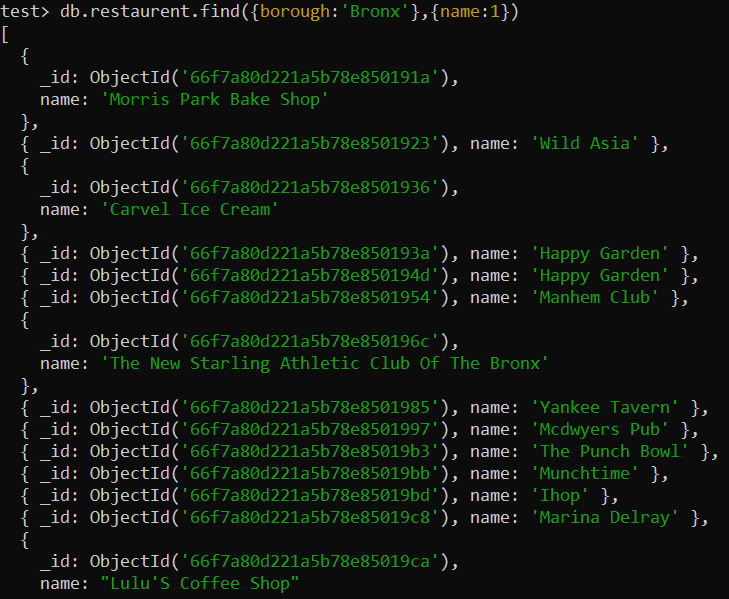 test> db.restaurent.find({borough:'Bronx'},{name:1})
[
  {
    _id: ObjectId('66f7a80d221a5b78e850191a'),
    name: 'Morris Park Bake Shop'
  },
  { _id: ObjectId('66f7a80d221a5b78e8501923'), name: 'Wild Asia' },
  {
    _id: ObjectId('66f7a80d221a5b78e8501936'),
    name: 'Carvel Ice Cream'
  },
  { _id: ObjectId('66f7a80d221a5b78e850193a'), name: 'Happy Garden' },
  { _id: ObjectId('66f7a80d221a5b78e850194d'), name: 'Happy Garden' },
  { _id: ObjectId('66f7a80d221a5b78e8501954'), name: 'Manhem Club' },
  {
    _id: ObjectId('66f7a80d221a5b78e850196c'),
    name: 'The New Starling Athletic Club Of The Bronx'
  },
  { _id: ObjectId('66f7a80d221a5b78e8501985'), name: 'Yankee Tavern' },
  { _id: ObjectId('66f7a80d221a5b78e8501997'), name: 'Mcdwyers Pub' },
  { _id: ObjectId('66f7a80d221a5b78e85019b3'), name: 'The Punch Bowl' },
  { _id: ObjectId('66f7a80d221a5b78e85019bb'), name: 'Munchtime' },
  { _id: ObjectId('66f7a80d221a5b78e85019bd'), name: 'Ihop' },
  { _id: ObjectId('66f7a80d221a5b78e85019c8'), name: 'Marina Delray' },
  {
    _id: ObjectId('66f7a80d221a5b78e85019ca'),
    name: "Lulu'S Coffee Shop"